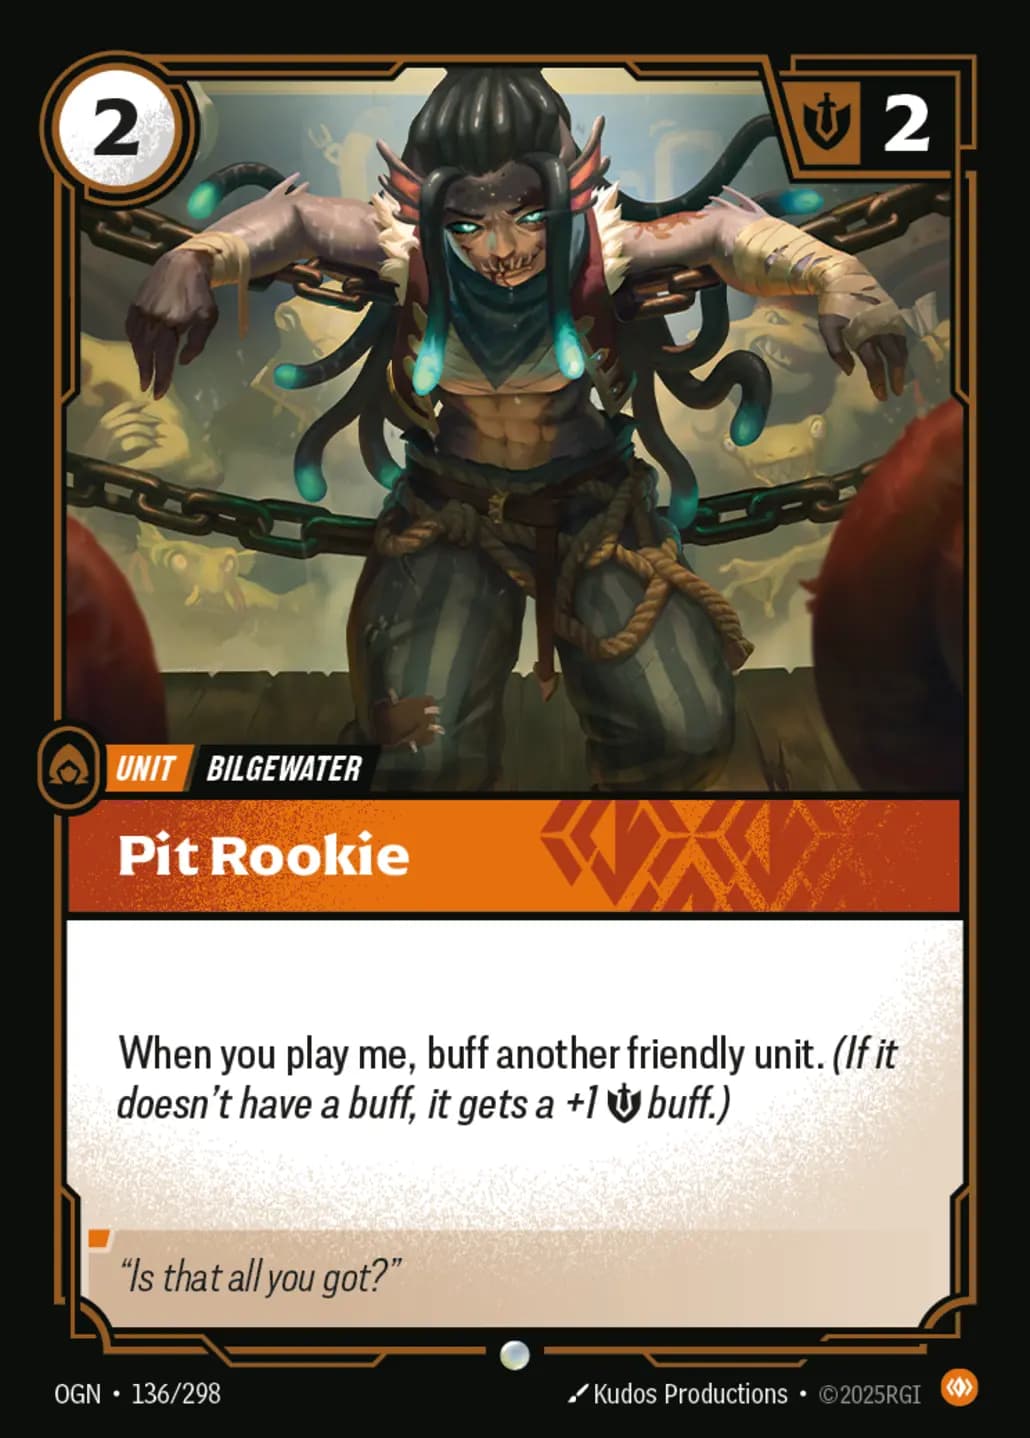 2
2
UNIT BILGEWATER
Pit Rookie
When you play me, buff another friendly unit. (If it
doesn't have a buff, it gets a +1 buff.)
“Is that all you got?”
OGN • 136/298
Kudos Productions • ©2025RGI